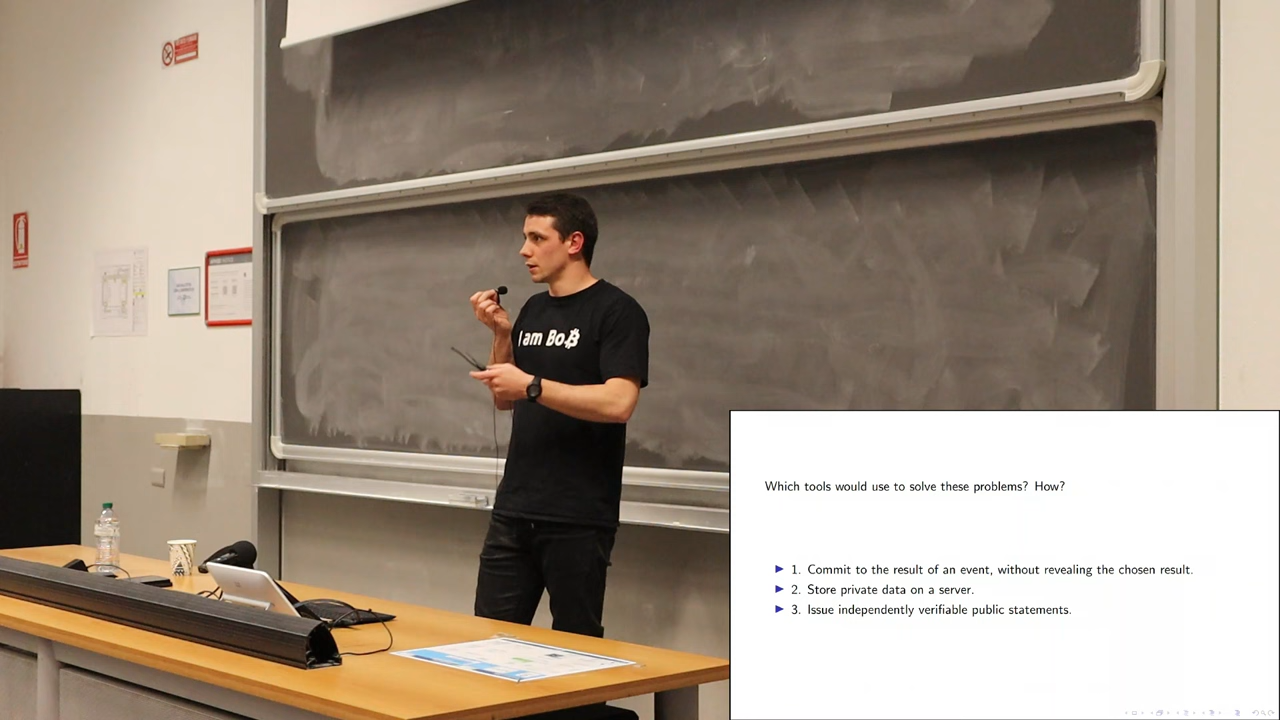 I am Bo₿
Which tools would use to solve these problems? How?
1. Commit to the result of an event, without revealing the chosen result.
2. Store private data on a server.
3. Issue independently verifiable public statements.